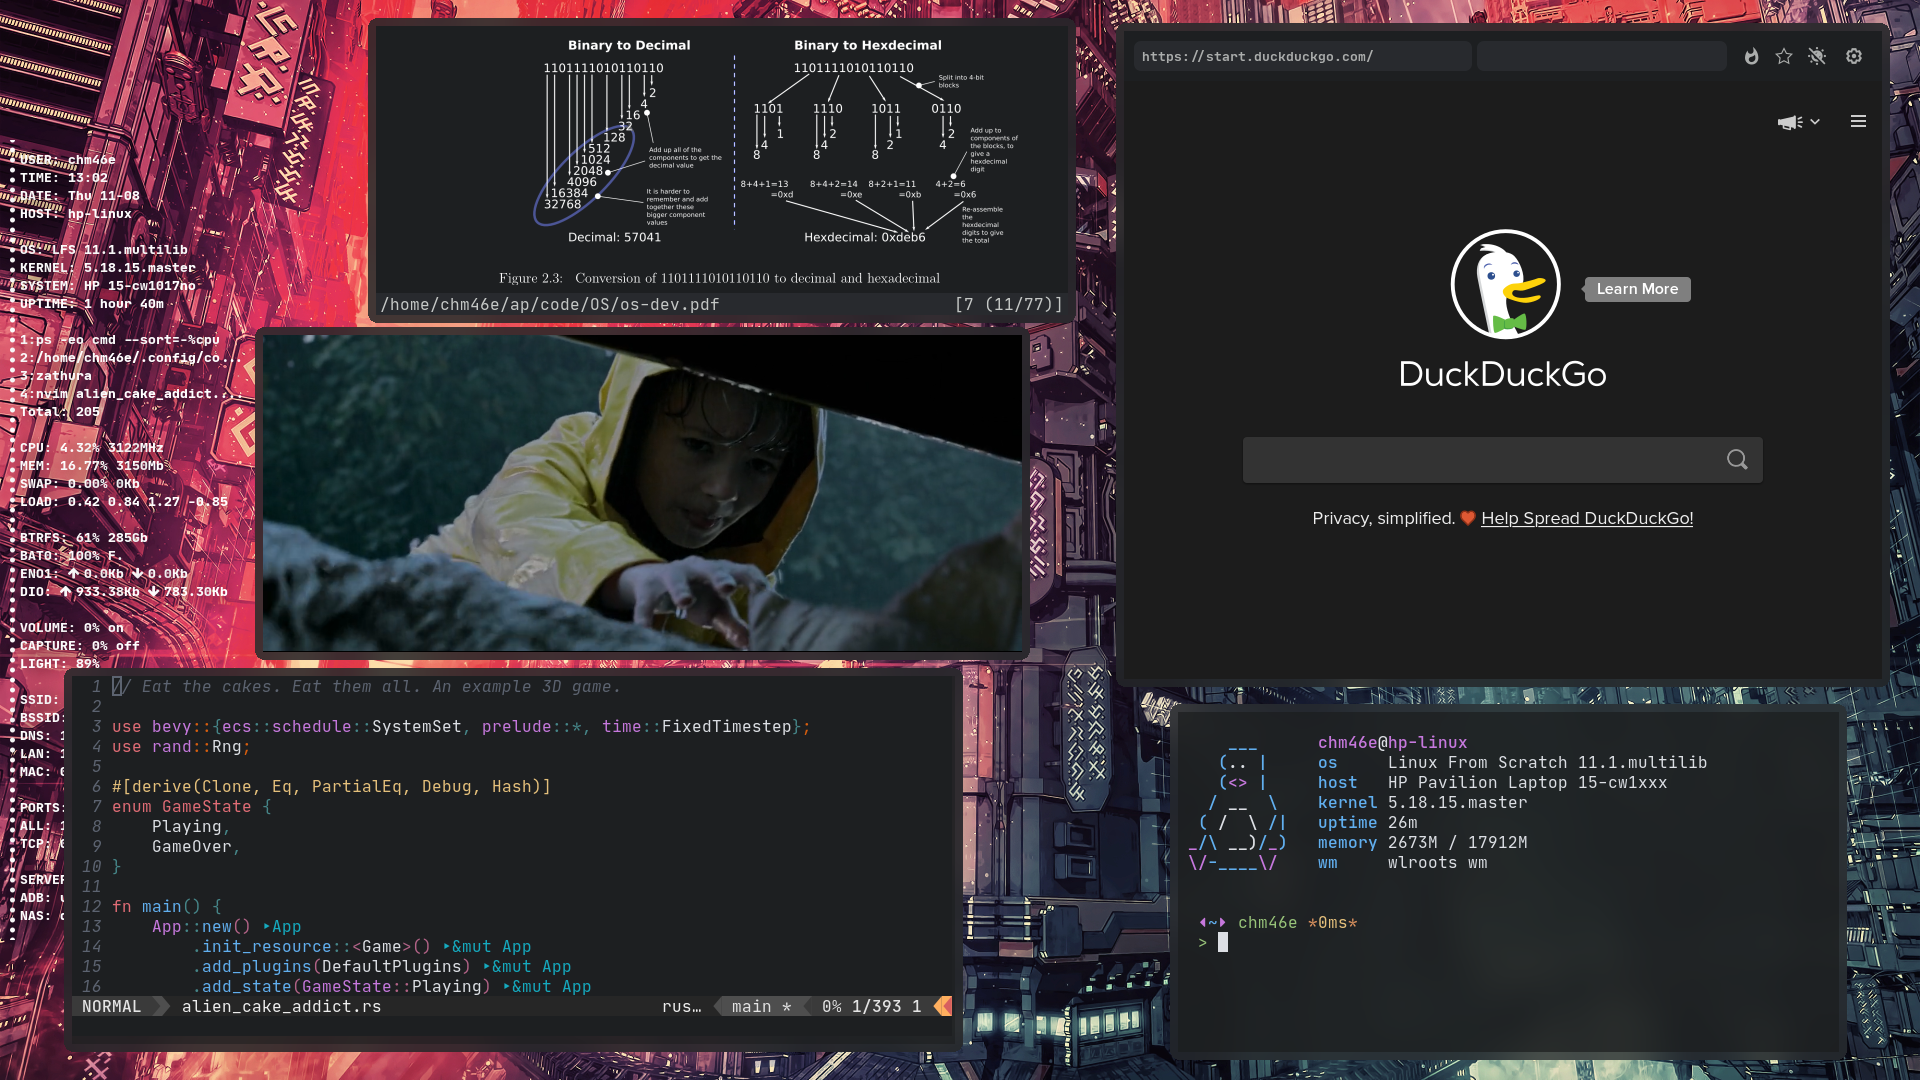 USER: chm46e
TIME: 13:02
DATE: Thu 11-08
HOST: hp-linux
OS: LFS 11.1.multilib
KERNEL: 5.18.15.master
SYSTEM: HP 15-cw1017no
UPTIME: 1 hour 40m
1:ps -eo cmd --sort=-%cpu
2:/home/chm46e/.config/co...
3:zathura
4:nvim alien_cake_addict...
Total: 205
CPU: 4.32% 3122MHz
MEM: 16.77% 3150Mb
SWAP: 0.00% 0Kb
LOAD: 0.42 0.84 1.27 -0.85
BTRFS: 61% 285Gb
BAT0: 100% F.
ENO1: 🡹 0.0Kb 🡻 0.0Kb
DIO: 🡹 933.38Kb 🡻 783.30Kb
VOLUME: 0% on
CAPTURE: 0% off
LIGHT: 89%
SSID:
BSSID:
DNS: 1
LAN: 1
MAC:
PORTS:
ALL: 1
TCP:
SERVER
ADB:
NAS:
Binary to Decimal
1101111010110110
2
4
16
32
128
512
1024
2048
4096
16384
32768
Add up all of the
components to get the
decimal value
It is harder to
remember and add
together these
bigger component
values
Decimal: 57041
Binary to Hexdecimal
1101111010110110
Split into 4-bit
blocks
1101 1110 1011 0110
1 2 1 2
4 4 2 4
8 8 8
Add up to
components of
the blocks, to
give a
hexdecimal
digit
8+4+1=13 8+4+2=14 8+2+1=11 4+2=6
=0xd =0xe =0xb =0x6
Re-assemble
the
hexdecimal
digits to give
the total
Hexdecimal: 0xdeb6
Figure 2.3: Conversion of 1101111010110110 to decimal and hexadecimal
/home/chm46e/ap/code/OS/os-dev.pdf [7 (11/77)]
https://start.duckduckgo.com/
Learn More
DuckDuckGo
Privacy, simplified. ❤ Help Spread DuckDuckGo!
1 // Eat the cakes. Eat them all. An example 3D game.
2
3 use bevy::{ecs::schedule::SystemSet, prelude::*, time::FixedTimestep};
4 use rand::Rng;
5
6 #[derive(Clone, Eq, PartialEq, Debug, Hash)]
7 enum GameState {
8 Playing,
9 GameOver,
10 }
11
12 fn main() {
13 App::new() ‣App
14 .init_resource::<Game>() ‣&mut App
15 .add_plugins(DefaultPlugins) ‣&mut App
16 .add_state(GameState::Playing) ‣&mut App
NORMAL alien_cake_addict.rs rus… main * 0% 1/393 1
chm46e@hp-linux
os Linux From Scratch 11.1.multilib
host HP Pavilion Laptop 15-cw1xxx
kernel 5.18.15.master
uptime 26m
memory 2673M / 17912M
wm wlroots wm
~ chm46e *0ms*
>